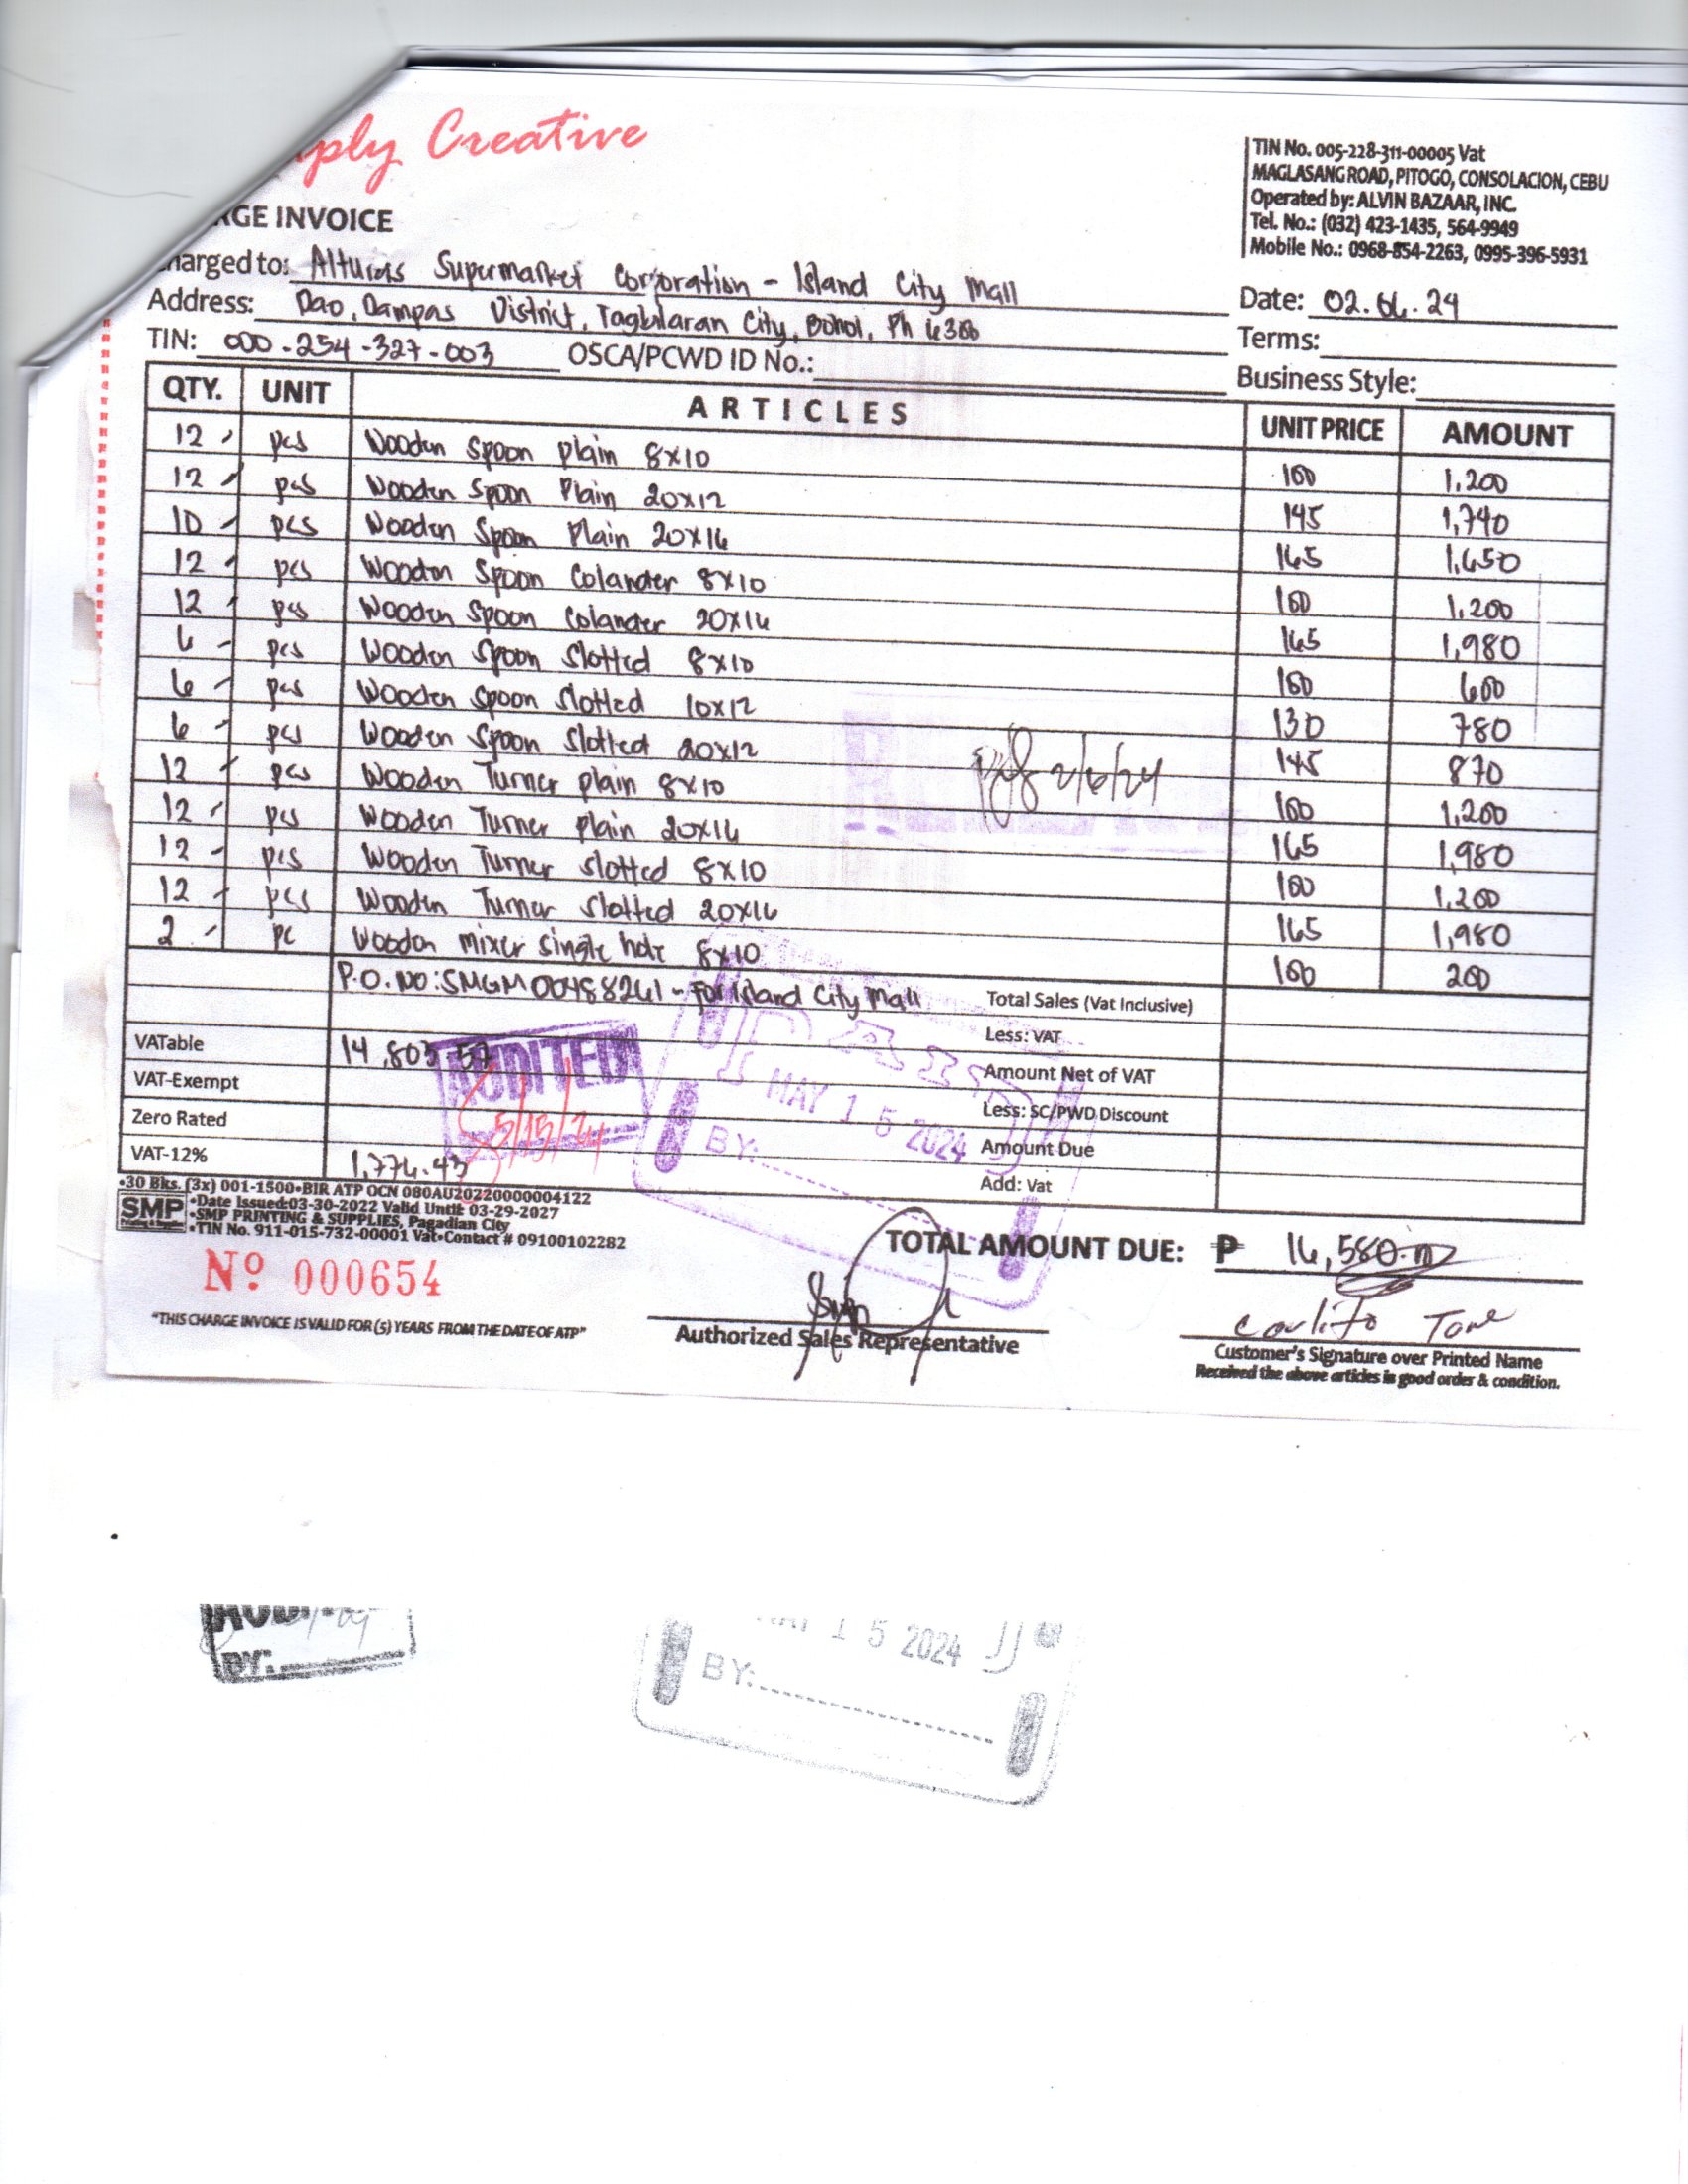 ply Creative
TIN No. 005-228-311-00005 Vat
MAGLASANG ROAD, PITOGO, CONSOLACION, CEBU
Operated by: ALVIN BAZAAR, INC.
Tel. No.: (032) 423-1435, 564-9949
Mobile No.: 0968-854-2263, 0995-396-5931
RGE INVOICE
harged to: Alturas Supermarket Corporation - Island City Mall
Date: 02.06.24
Address: Dao, Dampas District, Tagbilaran City, Bohol, Ph 6300
Terms:
TIN: 000-254-327-003 OSCA/PCWD ID No.:
Business Style:
QTY. UNIT ARTICLES UNIT PRICE AMOUNT
12 pcs Wooden Spoon plain 8x10 100 1,200
12 pcs Wooden Spoon Plain 20x12 145 1,740
10 pcs Wooden Spoon Plain 20x16 165 1,650
12 pcs Wooden Spoon Colander 8x10 100 1,200
12 pcs Wooden Spoon Colander 20x16 165 1,980
6 pcs Wooden Spoon Slotted 8x10 100 600
6 pcs Wooden Spoon Slotted 10x12 130 780
6 pcs Wooden Spoon Slotted 20x12 145 870
12 pcs Wooden Turner plain 8x10 100 1,200
12 pcs Wooden Turner plain 20x16 165 1,980
12 pcs Wooden Turner slotted 8x10 100 1,200
12 pcs Wooden Turner slotted 20x16 165 1,980
2 pc Wooden mixer single hole 8x10 100 200
2/6/24
P.O. NO: SMGM00488261 - for Island City Mall
Total Sales (Vat Inclusive)
Less: VAT
VATable 14,803.57
Amount Net of VAT
VAT-Exempt
Less: SC/PWD Discount
Zero Rated
Amount Due
VAT-12% 1,776.43
Add: Vat
AUDITED
5/15/24
PAID
MAY 15 2024
BY:
•30 Bks. (3x) 001-1500•BIR ATP OCN 080AU20220000004122
SMP
•Date Issued:03-30-2022 Valid Until: 03-29-2027
•SMP PRINTING & SUPPLIES, Pagadian City
•TIN No. 911-015-732-00001 Vat•Contact # 09100102282
TOTAL AMOUNT DUE: ₱ 16,580.00
Nº 000654
"THIS CHARGE INVOICE IS VALID FOR (5) YEARS FROM THE DATE OF ATP"
Authorized Sales Representative
Carlito
Customer's Signature over Printed Name
Received the above articles in good order & condition.
BY:
15 2024
BY: